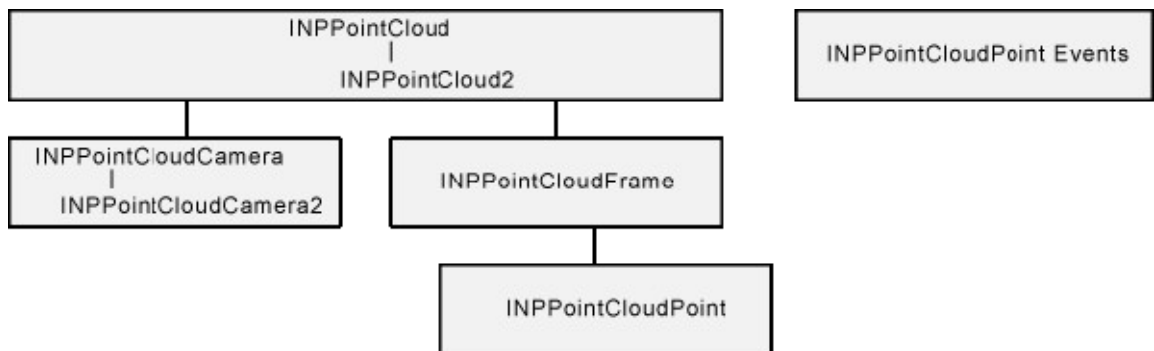 INPPointCloud
|
INPPointCloud2
INPPointCloudPoint Events
INPPointCloudCamera
|
INPPointCloudCamera2
INPPointCloudFrame
INPPointCloudPoint